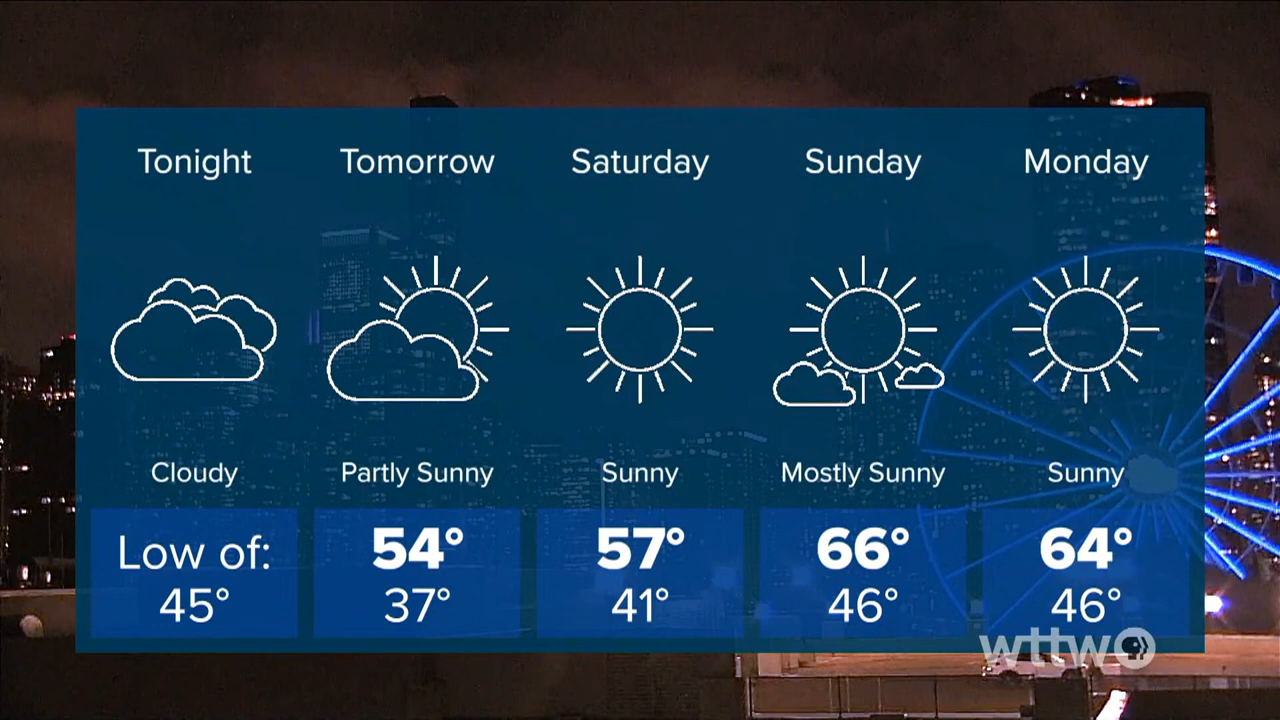 Tonight
Cloudy
Low of:
45°
Tomorrow
Partly Sunny
54°
37°
Saturday
Sunny
57°
41°
Sunday
Mostly Sunny
66°
46°
Monday
Sunny
64°
46°
wttw